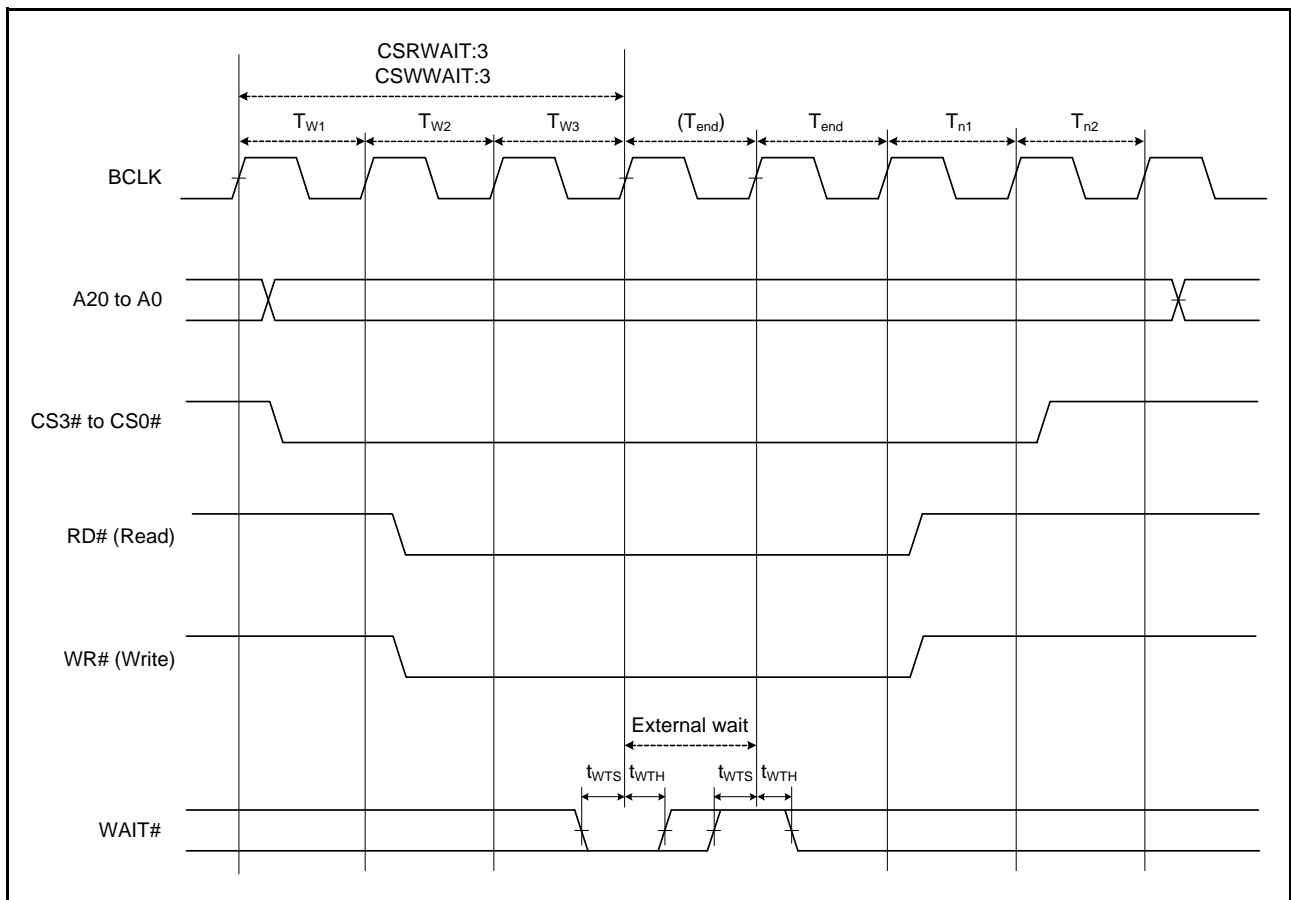 CSRWAIT:3
CSWWAIT:3
TW1 TW2 TW3 (Tend) Tend Tn1 Tn2
BCLK
A20 to A0
CS3# to CS0#
RD# (Read)
WR# (Write)
External wait
tWTS tWTH tWTS tWTH
WAIT#